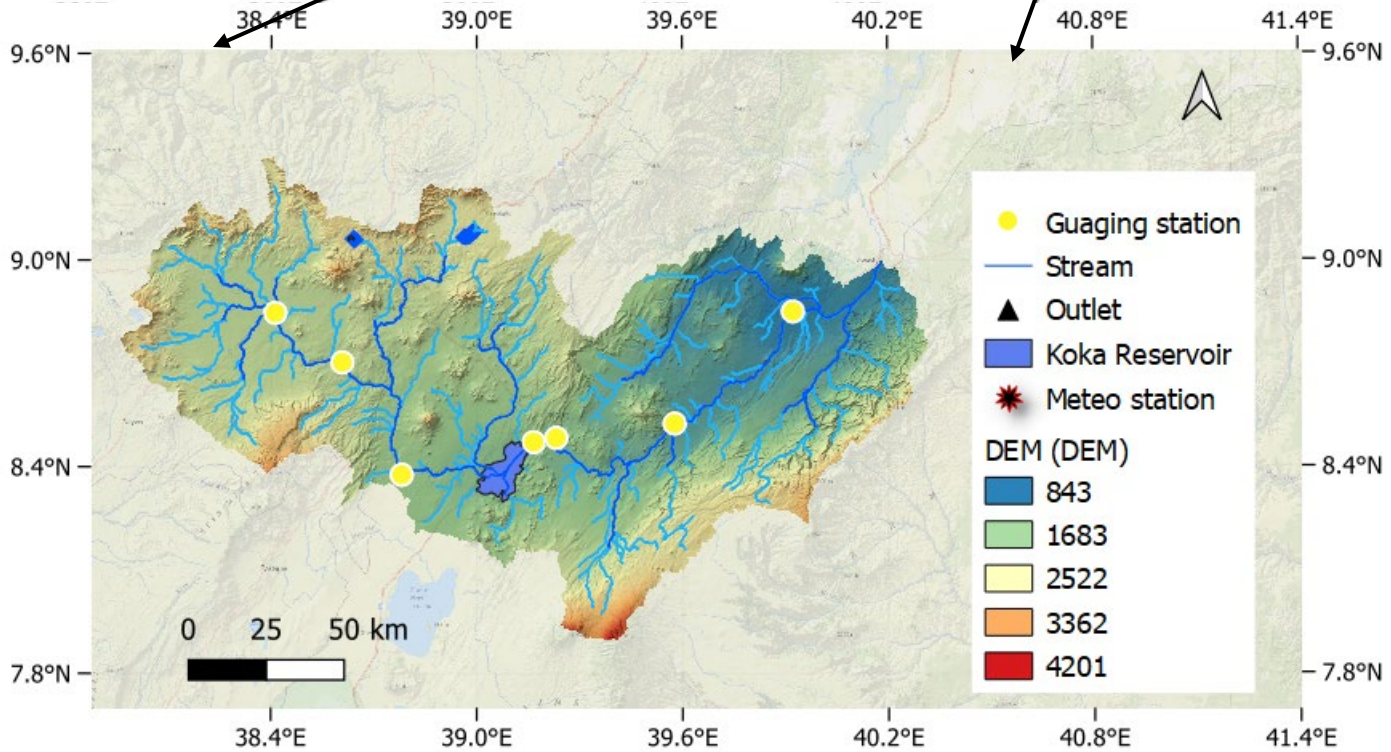 38.4°E 39.0°E 39.6°E 40.2°E 40.8°E 41.4°E
9.6°N 9.6°N
Guaging station
9.0°N 9.0°N
Stream
Outlet
Koka Reservoir
Meteo station
DEM (DEM)
8.4°N 8.4°N
843
1683
2522
0 25 50 km
3362
7.8°N 7.8°N
4201
38.4°E 39.0°E 39.6°E 40.2°E 40.8°E 41.4°E